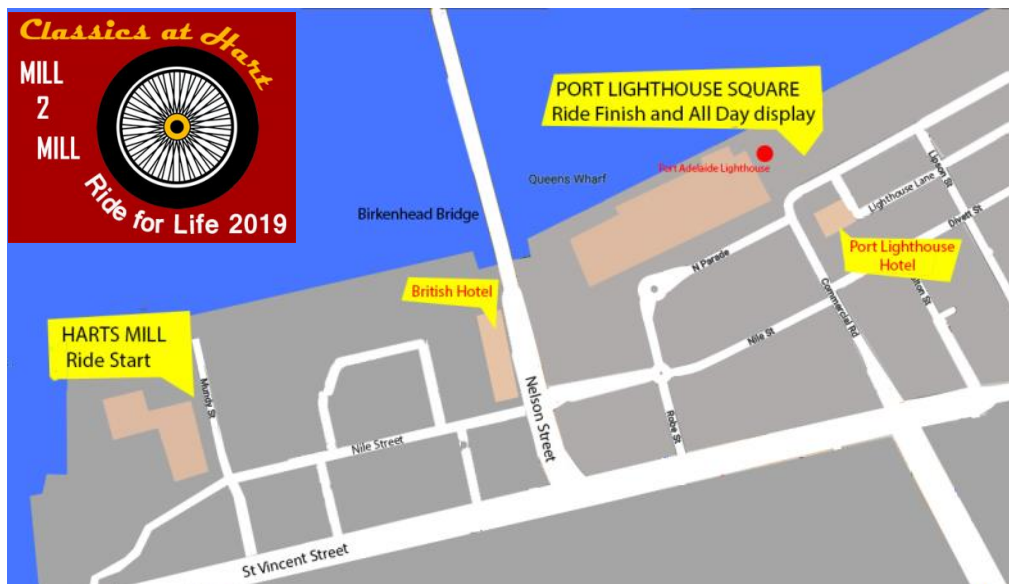 Classics at Hart
MILL
2
MILL
Ride for Life 2019
PORT LIGHTHOUSE SQUARE
Ride Finish and All Day display
Port Adelaide Lighthouse
Queens Wharf
Birkenhead Bridge
Lipson St
Lighthouse Lane
Divett St
N Parade
Port Lighthouse
Hotel
British Hotel
Commercial Rd
HARTS MILL
Ride Start
Nile St
Mundy St
Nelson Street
Robe St
Nile Street
St Vincent Street